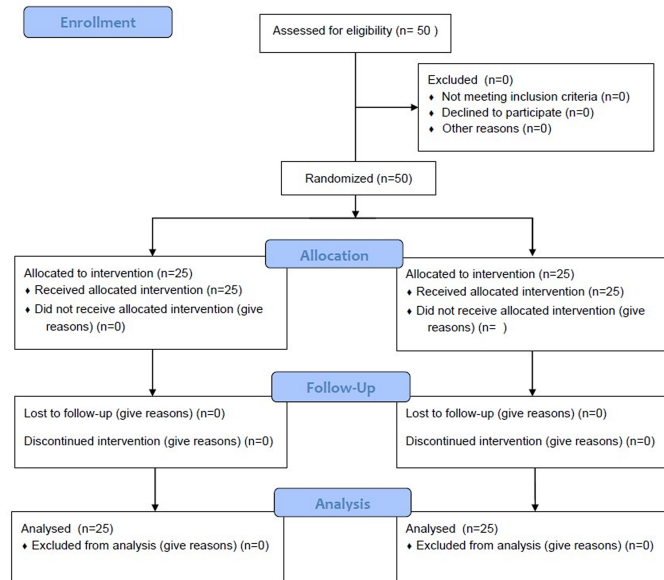 Enrollment
Assessed for eligibility (n= 50 )
Excluded (n=0)
♦ Not meeting inclusion criteria (n=0)
♦ Declined to participate (n=0)
♦ Other reasons (n=0)
Randomized (n=50)
Allocation
Allocated to intervention (n=25)
♦ Received allocated intervention (n=25)
♦ Did not receive allocated intervention (give
reasons) (n=0)
Allocated to intervention (n=25)
♦ Received allocated intervention (n=25)
♦ Did not receive allocated intervention (give
reasons) (n= )
Follow-Up
Lost to follow-up (give reasons) (n=0)
Discontinued intervention (give reasons) (n=0)
Lost to follow-up (give reasons) (n=0)
Discontinued intervention (give reasons) (n=0)
Analysis
Analysed (n=25)
♦ Excluded from analysis (give reasons) (n=0)
Analysed (n=25)
♦ Excluded from analysis (give reasons) (n=0)